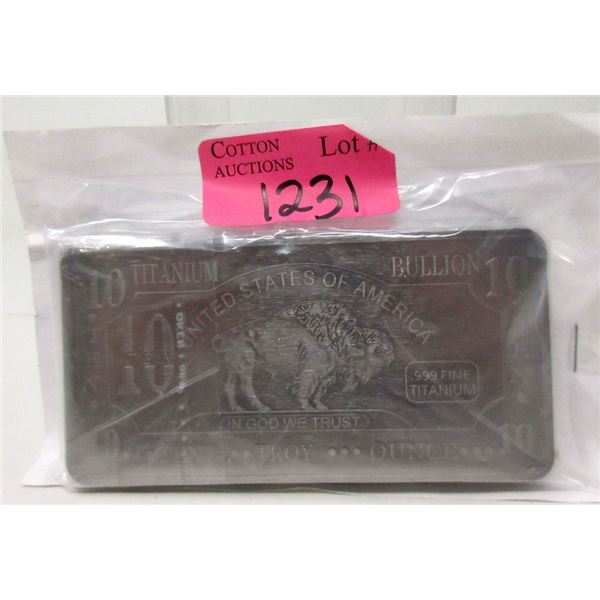 COTTON Lot #
AUCTIONS
1231
10 TITANIUM BULLION 10
UNITED STATES OF AMERICA
10
.999 FINE
TITANIUM
IN GOD WE TRUST
10 TROY OUNCE 10